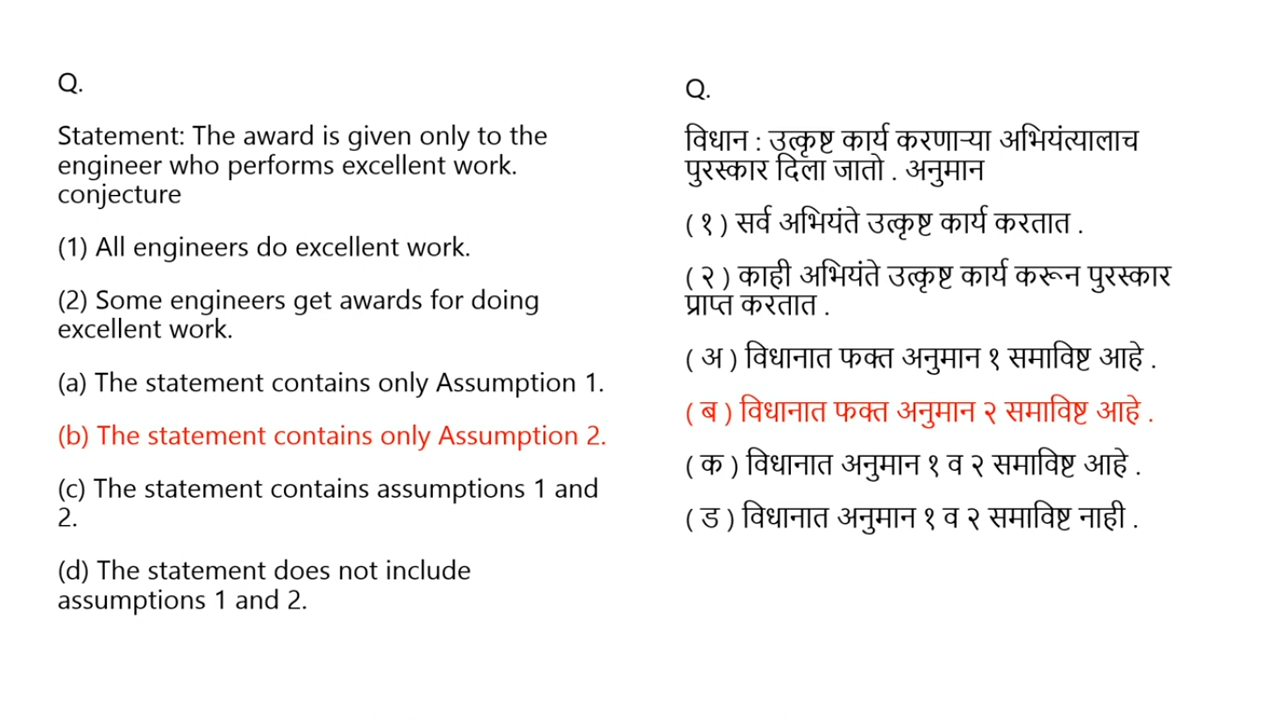 Q.
Statement: The award is given only to the
engineer who performs excellent work.
conjecture
(1) All engineers do excellent work.
(2) Some engineers get awards for doing
excellent work.
(a) The statement contains only Assumption 1.
(b) The statement contains only Assumption 2.
(c) The statement contains assumptions 1 and
2.
(d) The statement does not include
assumptions 1 and 2.
Q.
विधान : उत्कृष्ट कार्य करणाऱ्या अभियंत्यालाच
पुरस्कार दिला जातो . अनुमान
( १ ) सर्व अभियंते उत्कृष्ट कार्य करतात .
( २ ) काही अभियंते उत्कृष्ट कार्य करून पुरस्कार
प्राप्त करतात .
( अ ) विधानात फक्त अनुमान १ समाविष्ट आहे .
( ब ) विधानात फक्त अनुमान २ समाविष्ट आहे .
( क ) विधानात अनुमान १ व २ समाविष्ट आहे .
( ड ) विधानात अनुमान १ व २ समाविष्ट नाही .